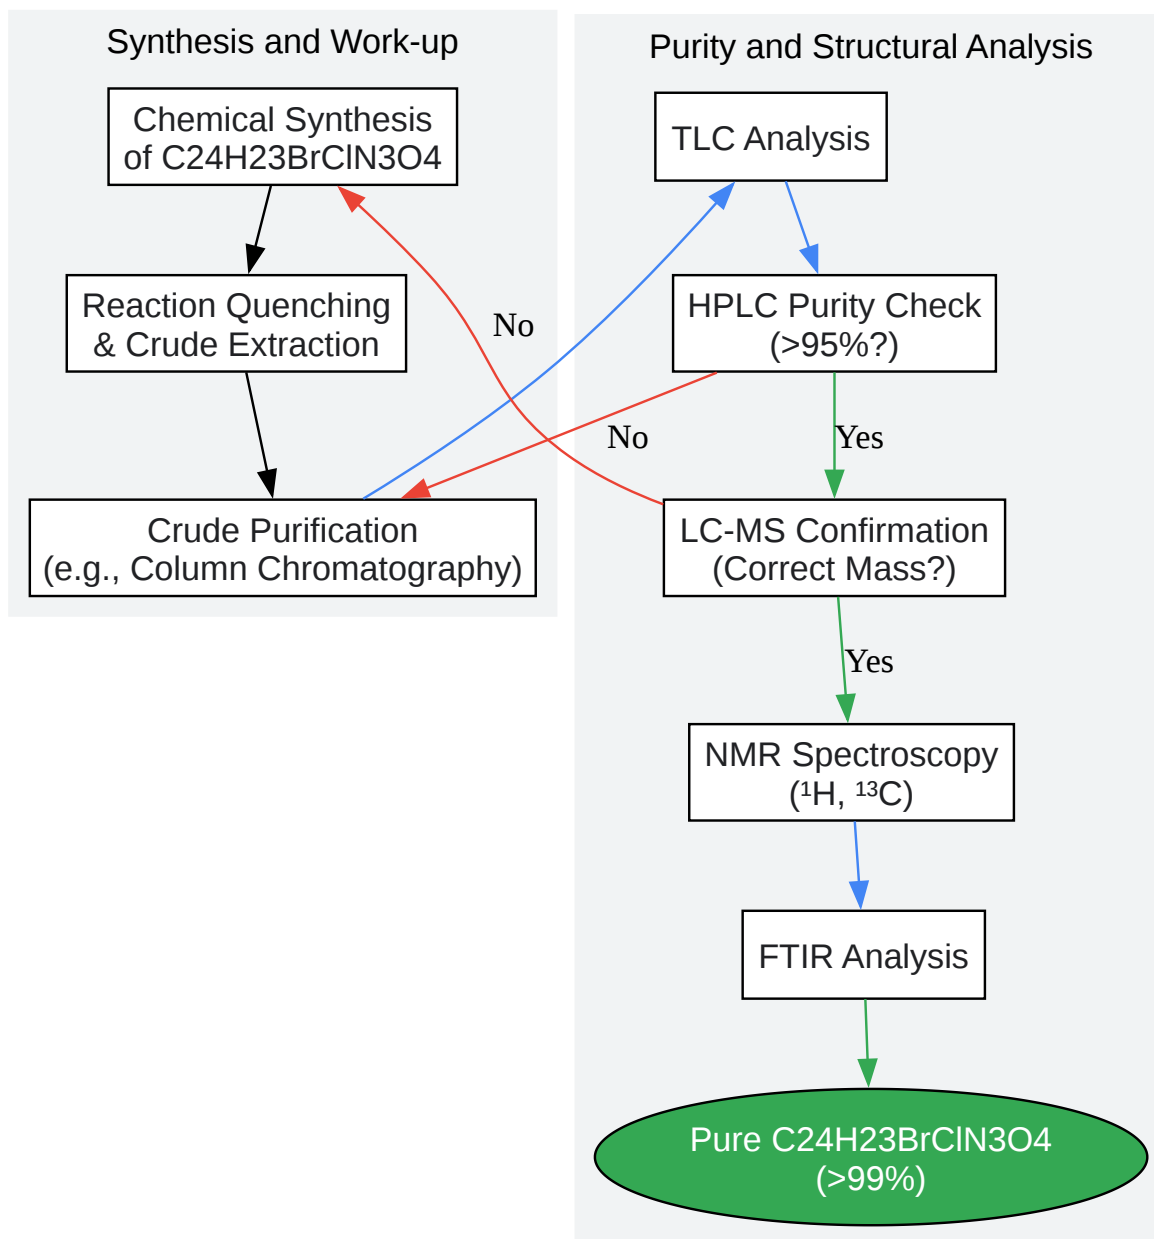 Synthesis and Work-up
Chemical Synthesis
of C24H23BrClN3O4
Reaction Quenching
& Crude Extraction
Crude Purification
(e.g., Column Chromatography)
No
No
Purity and Structural Analysis
TLC Analysis
HPLC Purity Check
(>95%?)
Yes
LC-MS Confirmation
(Correct Mass?)
Yes
NMR Spectroscopy
(¹H, ¹³C)
FTIR Analysis
Pure C24H23BrClN3O4
(>99%)